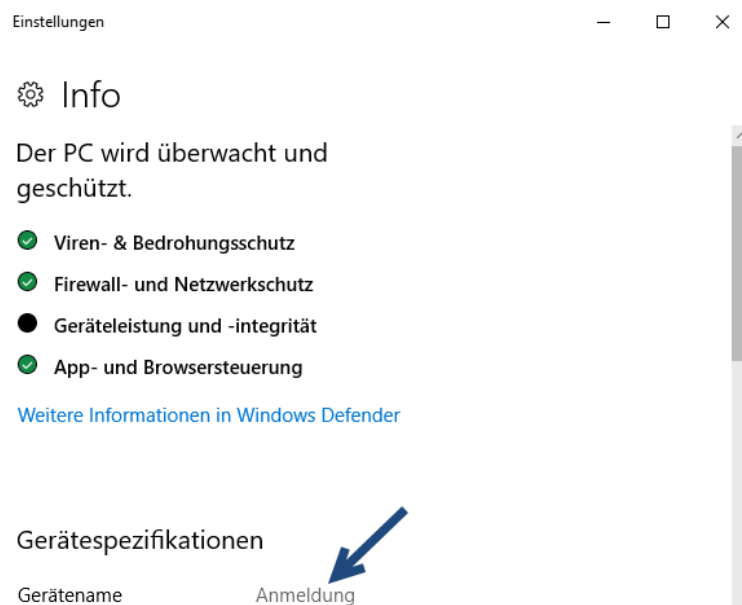 Einstellungen
Info
Der PC wird überwacht und
geschützt.
Viren- & Bedrohungsschutz
Firewall- und Netzwerkschutz
Geräteleistung und -integrität
App- und Browsersteuerung
Weitere Informationen in Windows Defender
Gerätespezifikationen
Gerätename Anmeldung